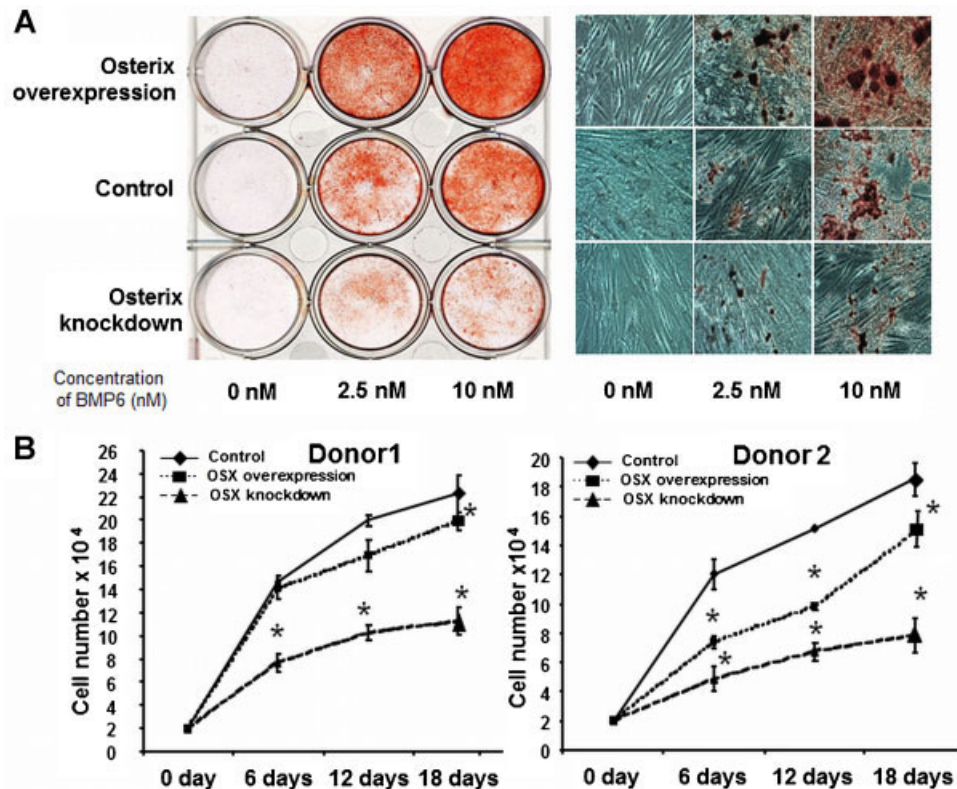 A
Osterix
overexpression
Control
Osterix
knockdown
Concentration
of BMP6 (nM)
0 nM
2.5 nM
10 nM
0 nM
2.5 nM
10 nM
B
Donor1
Control
OSX overexpression
OSX knockdown
Cell number x10⁴
26
24
22
20
18
16
14
12
10
8
6
4
2
0
*
*
*
*
0 day
6 days
12 days
18 days
Donor 2
Control
OSX overexpression
OSX knockdown
Cell number x10⁴
20
18
16
14
12
10
8
6
4
2
0
*
*
*
*
*
*
0 day
6 days
12 days
18 days